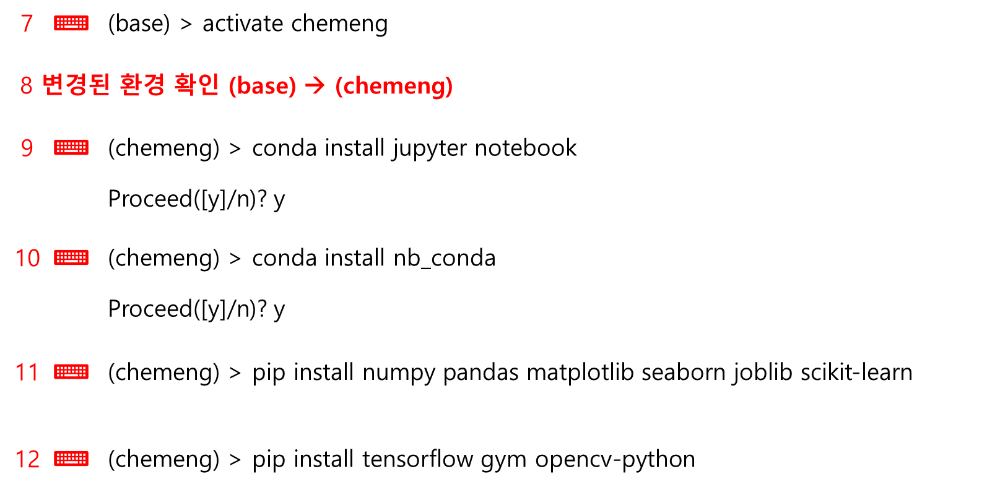 7 (base) > activate chemeng
8 변경된 환경 확인 (base) → (chemeng)
9 (chemeng) > conda install jupyter notebook
Proceed([y]/n)? y
10 (chemeng) > conda install nb_conda
Proceed([y]/n)? y
11 (chemeng) > pip install numpy pandas matplotlib seaborn joblib scikit-learn
12 (chemeng) > pip install tensorflow gym opencv-python